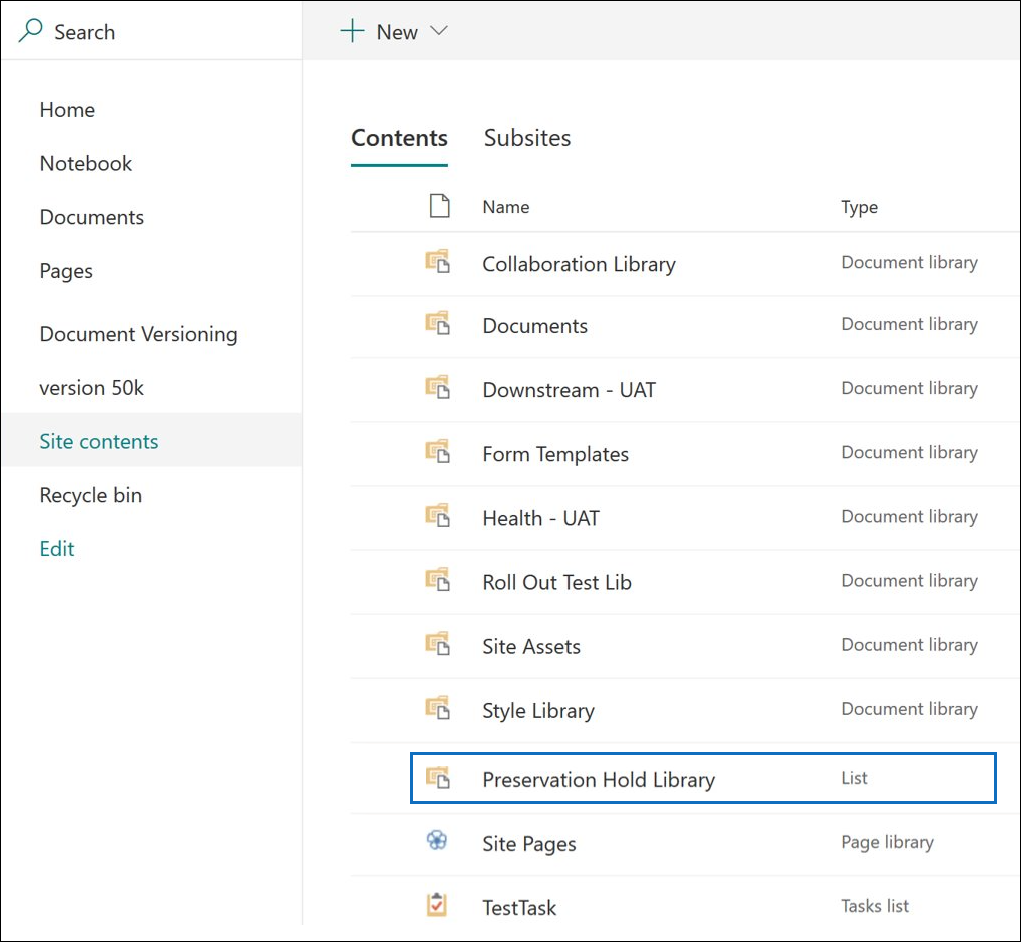 Search
New
Home
Notebook
Documents
Pages
Document Versioning
version 50k
Site contents
Recycle bin
Edit
Contents Subsites
Name Type
Collaboration Library Document library
Documents Document library
Downstream - UAT Document library
Form Templates Document library
Health - UAT Document library
Roll Out Test Lib Document library
Site Assets Document library
Style Library Document library
Preservation Hold Library List
Site Pages Page library
TestTask Tasks list